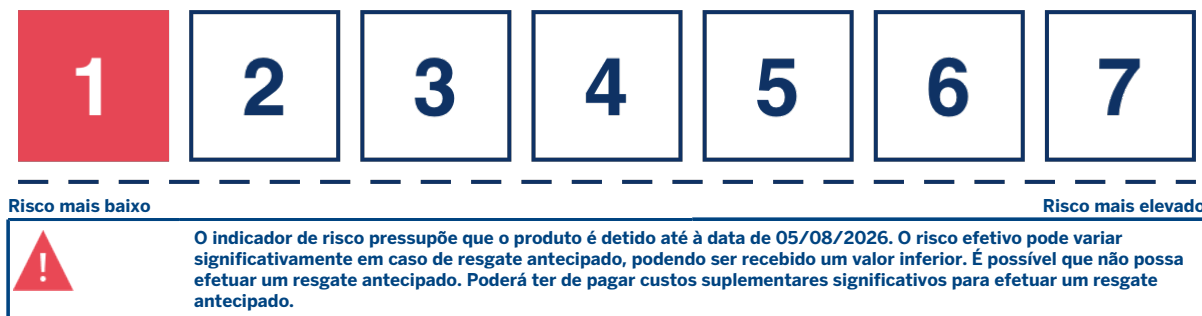 1 2 3 4 5 6 7
Risco mais baixo Risco mais elevado
! O indicador de risco pressupõe que o produto é detido até à data de 05/08/2026. O risco efetivo pode variar
significativamente em caso de resgate antecipado, podendo ser recebido um valor inferior. É possível que não possa
efetuar um resgate antecipado. Poderá ter de pagar custos suplementares significativos para efetuar um resgate
antecipado.